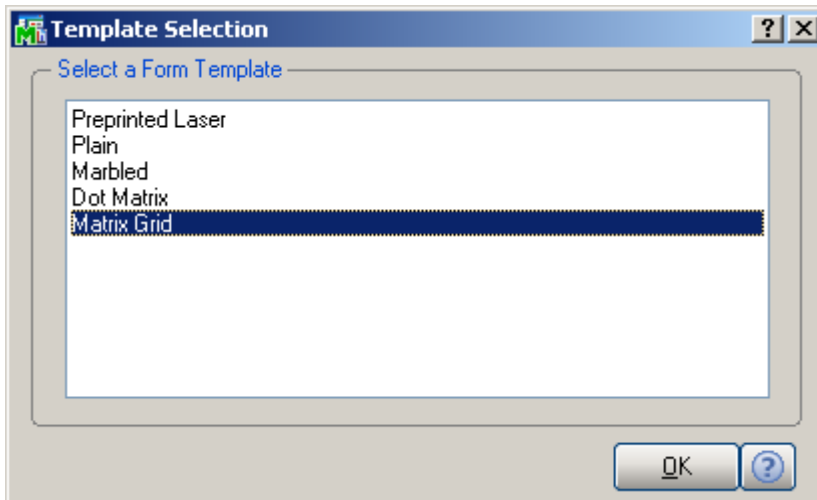 Template Selection
Select a Form Template
Preprinted Laser
Plain
Marbled
Dot Matrix
Matrix Grid
OK